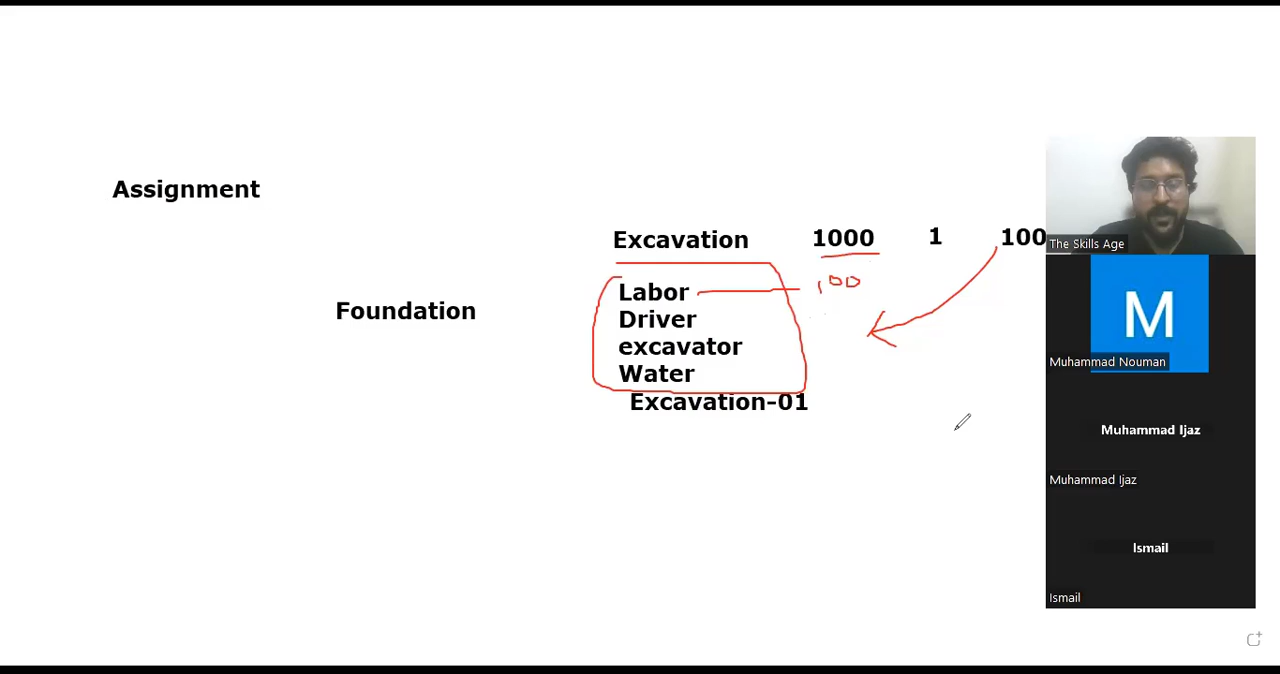 Assignment
Excavation 1000 1 100
The Skills Age
Labor 100
Driver
Foundation
excavator
M
Muhammad Nouman
Water
Excavation-01
Muhammad Ijaz
Muhammad Ijaz
Ismail
Ismail